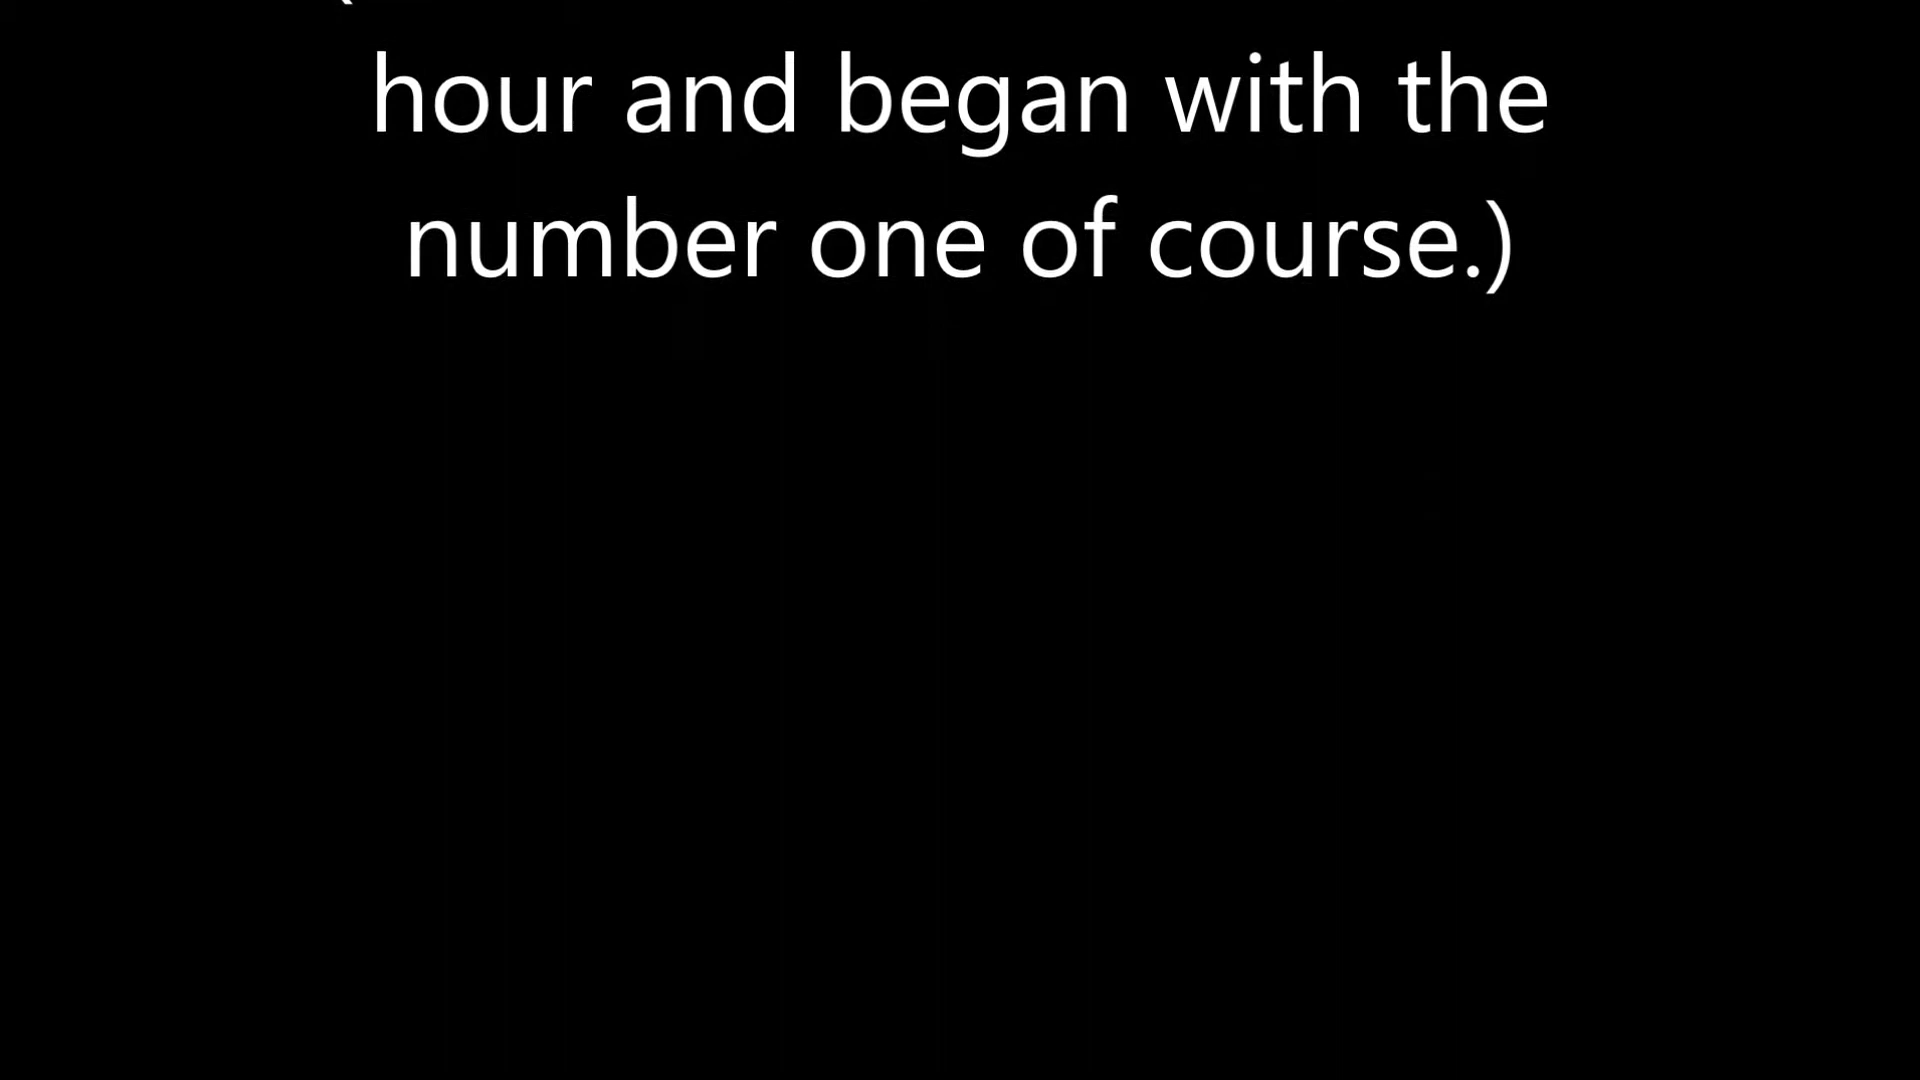 hour and began with the
number one of course.)